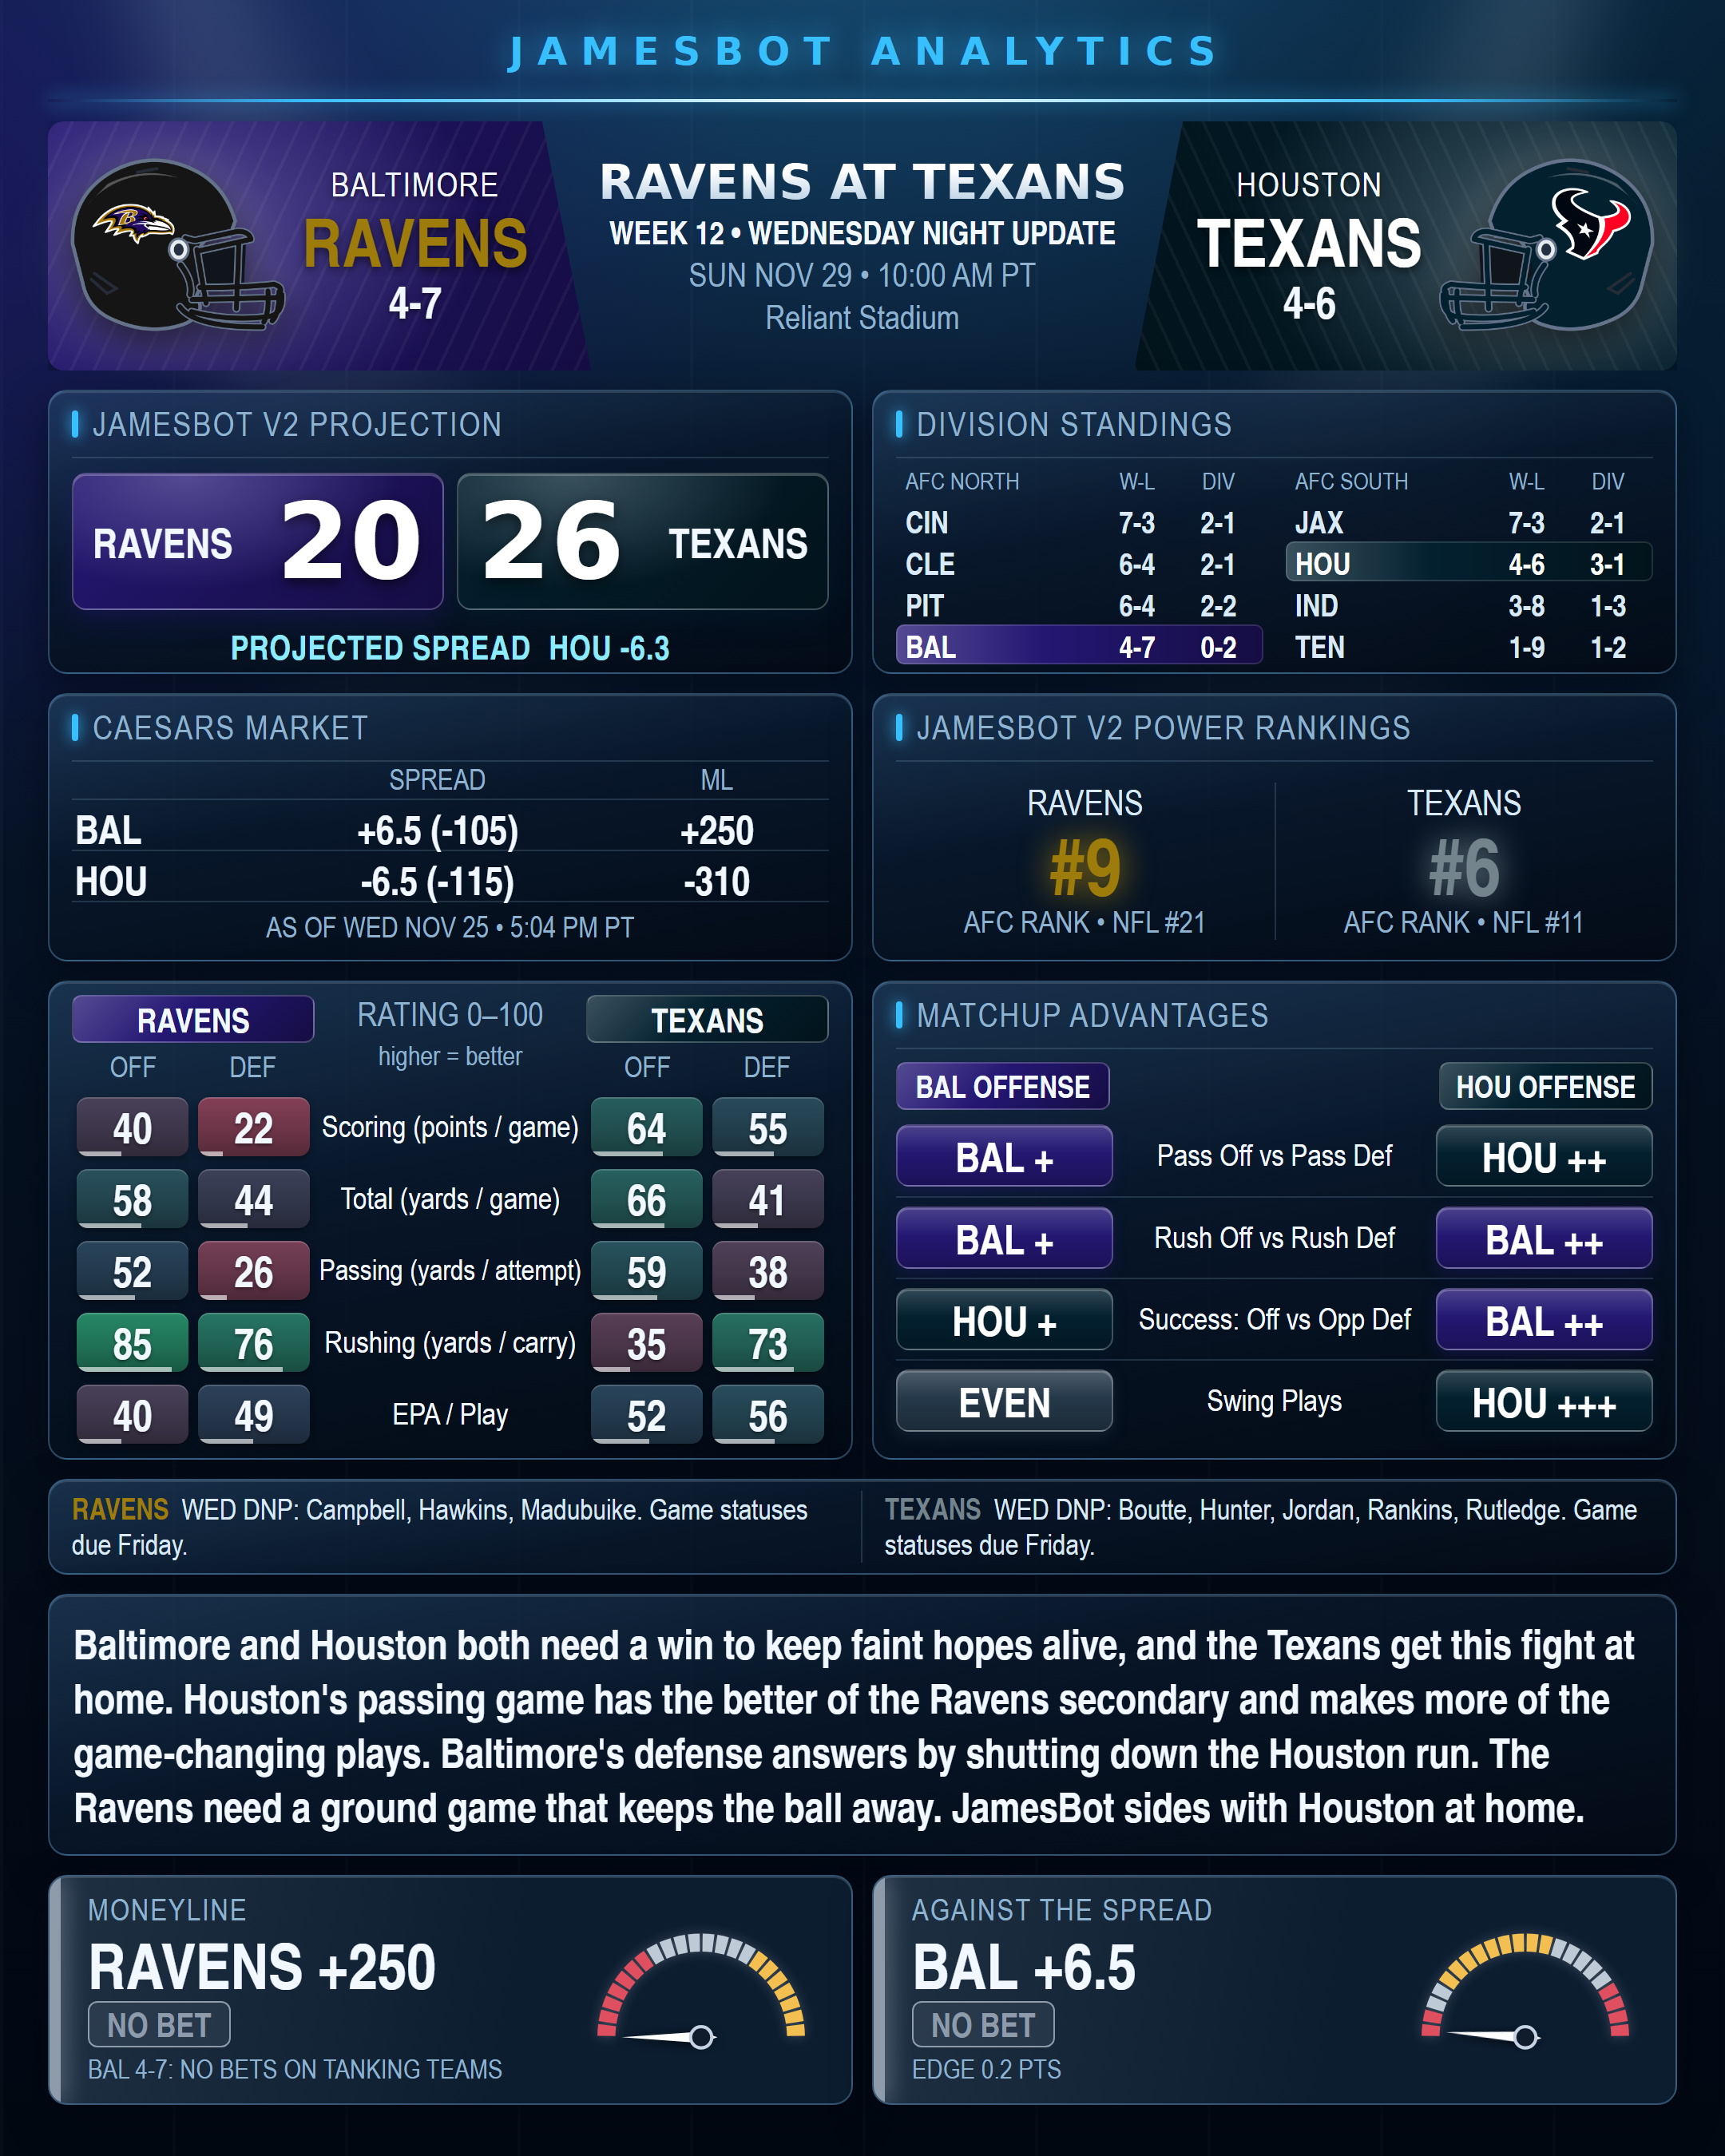 JAMESBOT ANALYTICS
BALTIMORE
RAVENS
4-7
RAVENS AT TEXANS
WEEK 12 • WEDNESDAY NIGHT UPDATE
SUN NOV 29 • 10:00 AM PT
Reliant Stadium
HOUSTON
TEXANS
4-6
JAMESBOT V2 PROJECTION
RAVENS 20 26 TEXANS
PROJECTED SPREAD HOU -6.3
DIVISION STANDINGS
AFC NORTH W-L DIV AFC SOUTH W-L DIV
CIN 7-3 2-1 JAX 7-3 2-1
CLE 6-4 2-1 HOU 4-6 3-1
PIT 6-4 2-2 IND 3-8 1-3
BAL 4-7 0-2 TEN 1-9 1-2
CAESARS MARKET
SPREAD ML
BAL +6.5 (-105) +250
HOU -6.5 (-115) -310
AS OF WED NOV 25 • 5:04 PM PT
JAMESBOT V2 POWER RANKINGS
RAVENS TEXANS
#9 #6
AFC RANK • NFL #21 AFC RANK • NFL #11
RAVENS RATING 0–100 TEXANS
OFF DEF higher = better OFF DEF
40 22 Scoring (points / game) 64 55
58 44 Total (yards / game) 66 41
52 26 Passing (yards / attempt) 59 38
85 76 Rushing (yards / carry) 35 73
40 49 EPA / Play 52 56
MATCHUP ADVANTAGES
BAL OFFENSE HOU OFFENSE
BAL + Pass Off vs Pass Def HOU ++
BAL + Rush Off vs Rush Def BAL ++
HOU + Success: Off vs Opp Def BAL ++
EVEN Swing Plays HOU +++
RAVENS WED DNP: Campbell, Hawkins, Madubuike. Game statuses
due Friday.
TEXANS WED DNP: Boutte, Hunter, Jordan, Rankins, Rutledge. Game
statuses due Friday.
Baltimore and Houston both need a win to keep faint hopes alive, and the Texans get this fight at
home. Houston's passing game has the better of the Ravens secondary and makes more of the
game-changing plays. Baltimore's defense answers by shutting down the Houston run. The
Ravens need a ground game that keeps the ball away. JamesBot sides with Houston at home.
MONEYLINE
RAVENS +250
NO BET
BAL 4-7: NO BETS ON TANKING TEAMS
AGAINST THE SPREAD
BAL +6.5
NO BET
EDGE 0.2 PTS